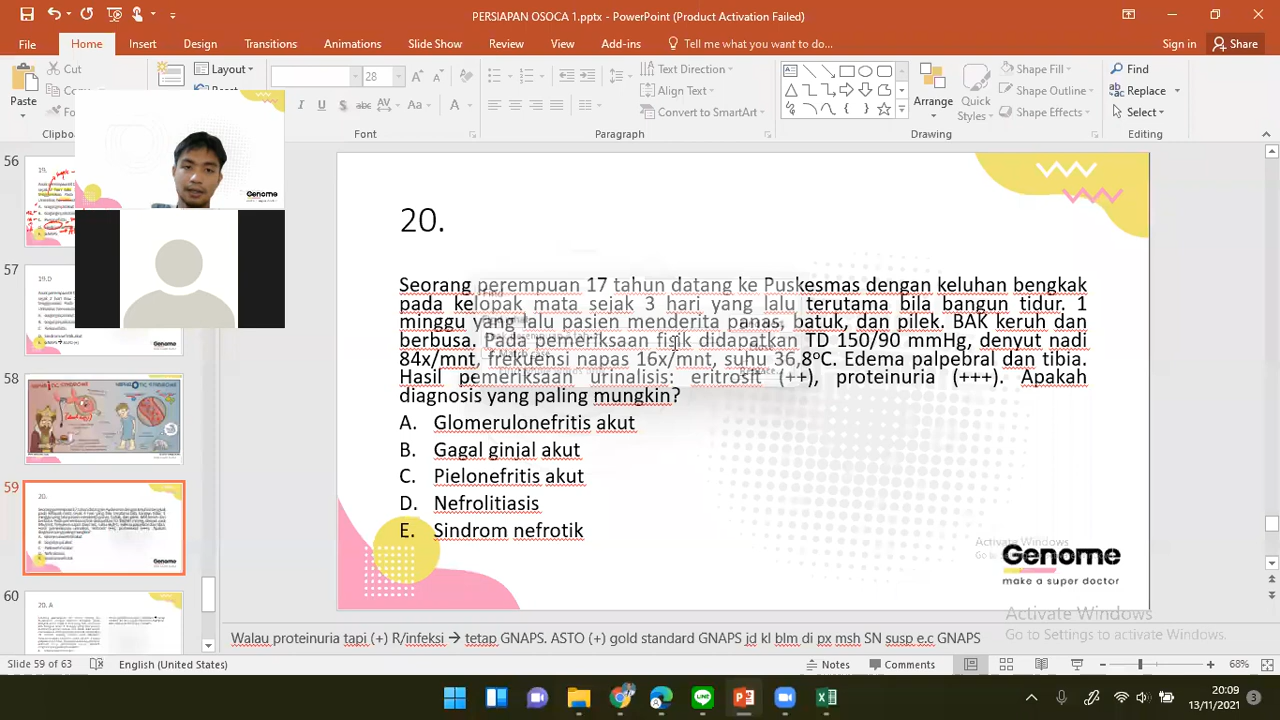 PERSIAPAN OSOCA 1.pptx - PowerPoint (Product Activation Failed)
File Home Insert Design Transitions Animations Slide Show Review View Add-ins Tell me what you want to do... Sign in Share
Cut
Layout
28
Text Direction
Align Text
Convert to SmartArt
Shape Fill
Shape Outline
Shape Effects
Find
Replace
Select
Paste
Arrange
Quick
Styles
Font
Paragraph
Drawing
Editing
56
57
58
59
60
19.
19.D
20.
20. A
Genome
20.
Seorang perempuan 17 tahun datang ke Puskesmas dengan keluhan bengkak
pada kelopak mata sejak 3 hari yang lalu terutama bila bangun tidur. 1
minggu yang lalu pasien menderita panas, batuk, dan pilek. BAK keruh dan
berbusa. Pada pemeriksaan fisik didapatkan TD 150/90 mmHg, denyut nadi
84x/mnt, frekuensi napas 16x/mnt, suhu 36,8ºC. Edema palpebral dan tibia.
Hasil pemeriksaan urinalisis: eritrosit (++), proteinuria (+++). Apakah
diagnosis yang paling mungkin?
A. Glomerulonefritis akut
B. Gagal ginjal akut
C. Pielonefritis akut
D. Nefrolitiasis
E. Sindrom nefrotik
Genome
make a super doctor
Activate Windows
Go to Settings to activate Windows.
Walau proteinuria tapi (+) R/infeksi → tetap GNAPS. ASTO (+) gold standard GNAPS
Slide 59 of 63 English (United States) Notes Comments 68%
20:09
13/11/2021
3